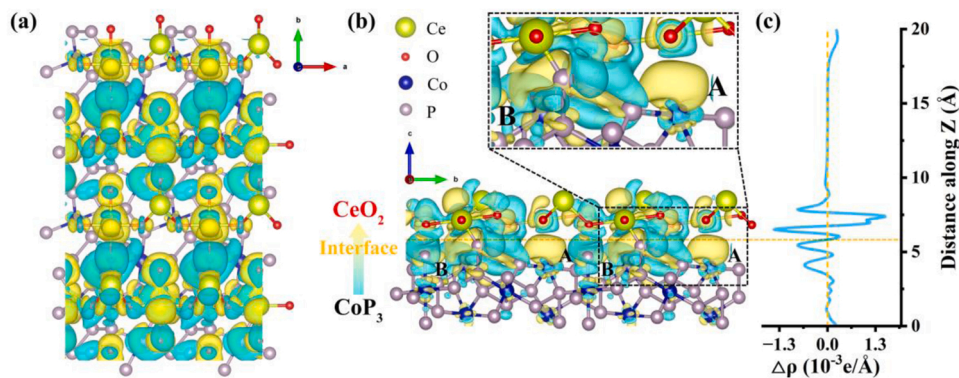 (a)
b
a
(b)
Ce
O
Co
P
c
b
A
B
CeO₂
Interface
CoP₃
B
A
B
A
(c)
20
15
10
5
0
Distance along Z (Å)
−1.3 0.0 1.3
△ρ (10⁻³e/Å)